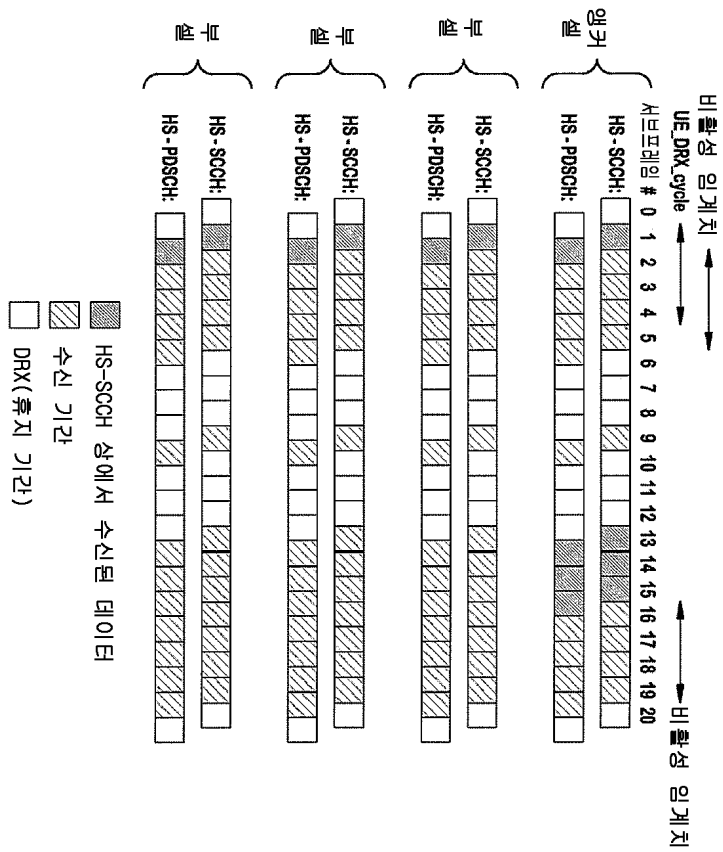 비활성 임계치
UE_DRX_cycle
비활성 임계치
서브프레임 # 0 1 2 3 4 5 6 7 8 9 10 11 12 13 14 15 16 17 18 19 20
앵커 셀
HS-SCCH:
HS-PDSCH:
부 셀
HS-SCCH:
HS-PDSCH:
부 셀
HS-SCCH:
HS-PDSCH:
부 셀
HS-SCCH:
HS-PDSCH:
HS-SCCH 상에서 수신된 데이터
수신 기간
DRX(휴지 기간)